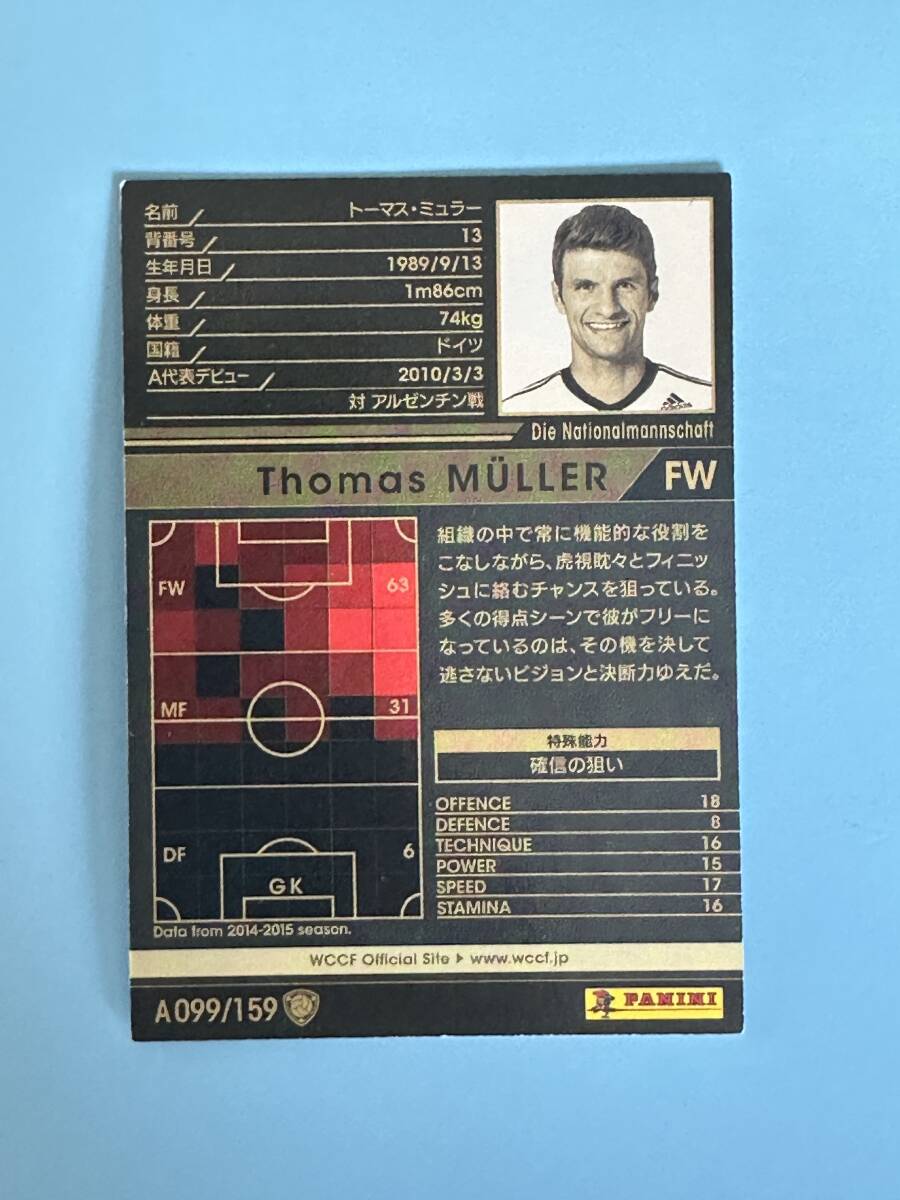 名前 トーマス・ミュラー
背番号 13
生年月日 1989/9/13
身長 1m86cm
体重 74kg
国籍 ドイツ
A代表デビュー 2010/3/3
対 アルゼンチン戦
adidas
Die Nationalmannschaft
Thomas MÜLLER FW
FW 63
MF 31
DF 6
GK
Data from 2014-2015 season.
組織の中で常に機能的な役割を
こなしながら、虎視眈々とフィニッ
シュに絡むチャンスを狙っている。
多くの得点シーンで彼がフリーに
なっているのは、その機を決して
逃さないビジョンと決断力ゆえだ。
特殊能力
確信の狙い
OFFENCE 18
DEFENCE 8
TECHNIQUE 16
POWER 15
SPEED 17
STAMINA 16
WCCF Official Site ▶ www.wccf.jp
A099/159
PANINI